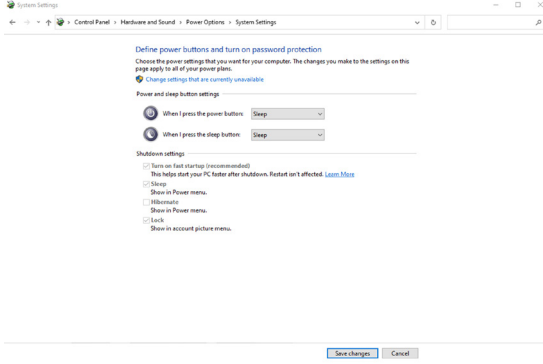 System Settings
Control Panel > Hardware and Sound > Power Options > System Settings
Define power buttons and turn on password protection
Choose the power settings that you want for your computer. The changes you make to the settings on this
page apply to all of your power plans.
Change settings that are currently unavailable
Power and sleep button settings
When I press the power button: Sleep
When I press the sleep button: Sleep
Shutdown settings
Turn on fast startup (recommended)
This helps start your PC faster after shutdown. Restart isn't affected. Learn More
Sleep
Show in Power menu.
Hibernate
Show in Power menu.
Lock
Show in account picture menu.
Save changes Cancel